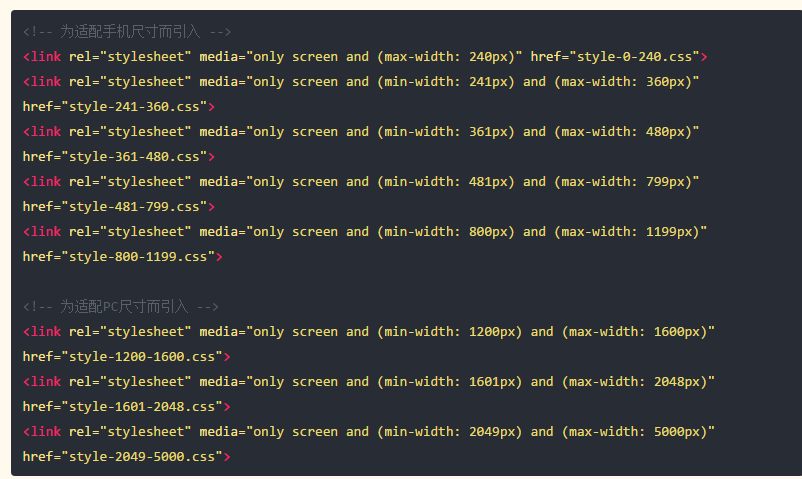 <!-- 为适配手机尺寸而引入 -->
<link rel="stylesheet" media="only screen and (max-width: 240px)" href="style-0-240.css">
<link rel="stylesheet" media="only screen and (min-width: 241px) and (max-width: 360px)"
href="style-241-360.css">
<link rel="stylesheet" media="only screen and (min-width: 361px) and (max-width: 480px)"
href="style-361-480.css">
<link rel="stylesheet" media="only screen and (min-width: 481px) and (max-width: 799px)"
href="style-481-799.css">
<link rel="stylesheet" media="only screen and (min-width: 800px) and (max-width: 1199px)"
href="style-800-1199.css">
<!-- 为适配PC尺寸而引入 -->
<link rel="stylesheet" media="only screen and (min-width: 1200px) and (max-width: 1600px)"
href="style-1200-1600.css">
<link rel="stylesheet" media="only screen and (min-width: 1601px) and (max-width: 2048px)"
href="style-1601-2048.css">
<link rel="stylesheet" media="only screen and (min-width: 2049px) and (max-width: 5000px)"
href="style-2049-5000.css">